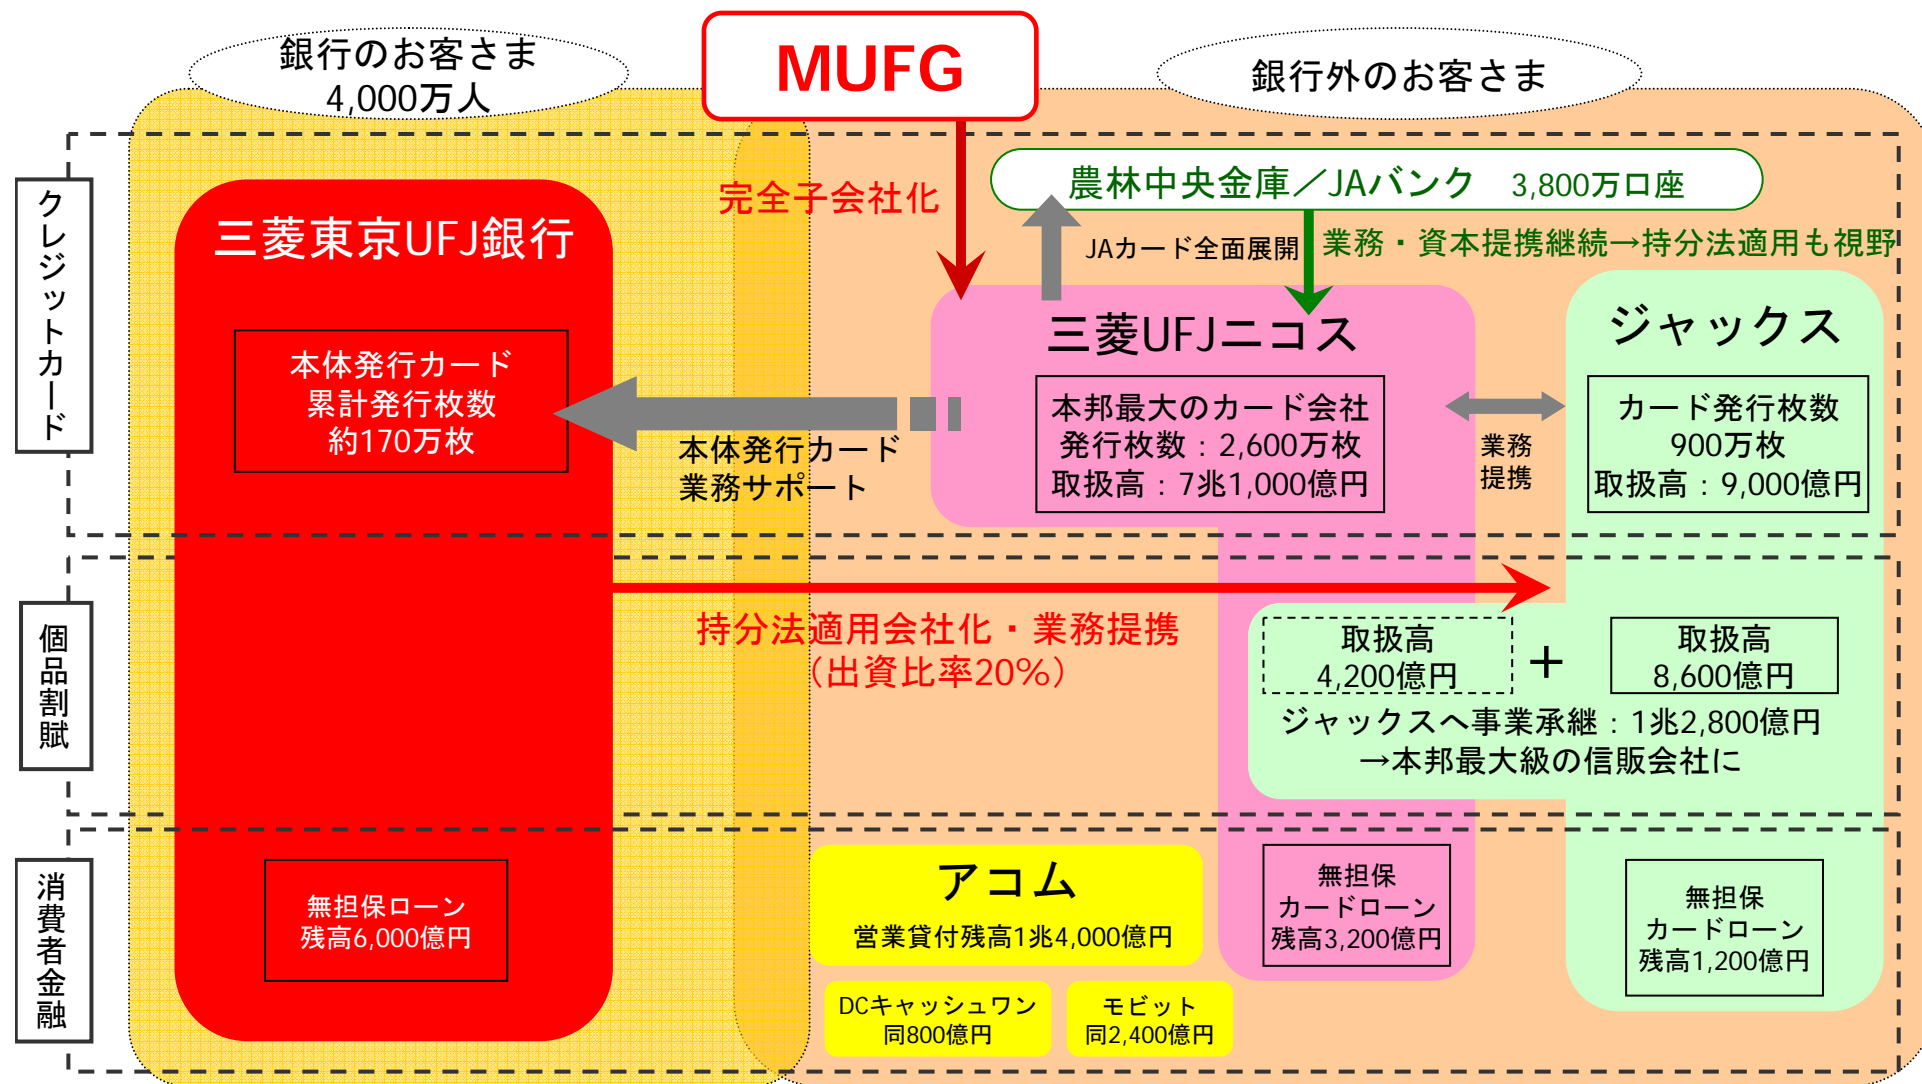 銀行のお客さま
4,000万人
MUFG
銀行外のお客さま
クレジットカード
三菱東京UFJ銀行
本体発行カード
累計発行枚数
約170万枚
完全子会社化
農林中央金庫／JAバンク　3,800万口座
JAカード全面展開
業務・資本提携継続→持分法適用も視野
三菱UFJニコス
本邦最大のカード会社
発行枚数：2,600万枚
取扱高：7兆1,000億円
本体発行カード
業務サポート
業務
提携
ジャックス
カード発行枚数
900万枚
取扱高：9,000億円
個品割賦
持分法適用会社化・業務提携
（出資比率20％）
取扱高
4,200億円
＋
取扱高
8,600億円
ジャックスへ事業承継：1兆2,800億円
→本邦最大級の信販会社に
消費者金融
無担保ローン
残高6,000億円
アコム
営業貸付残高1兆4,000億円
DCキャッシュワン
同800億円
モビット
同2,400億円
無担保
カードローン
残高3,200億円
無担保
カードローン
残高1,200億円